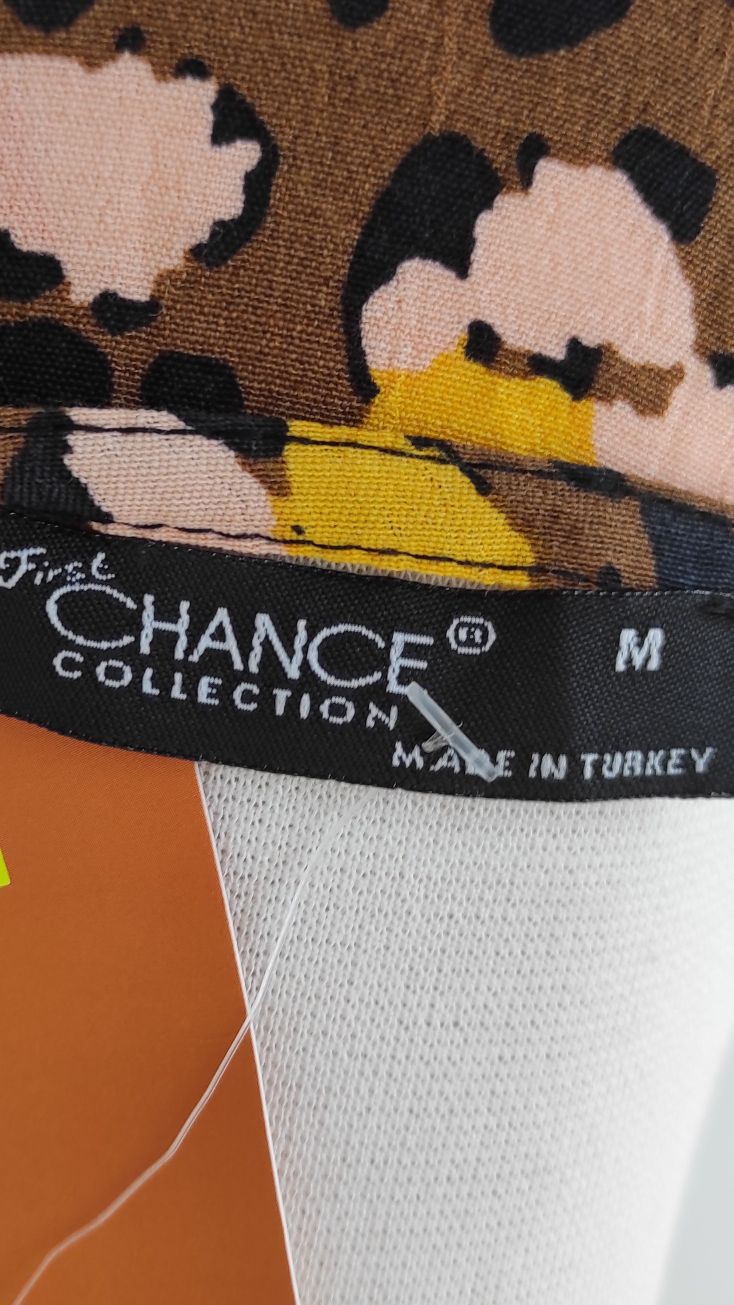 First
CHANCE ® M
COLLECTION
MADE IN TURKEY